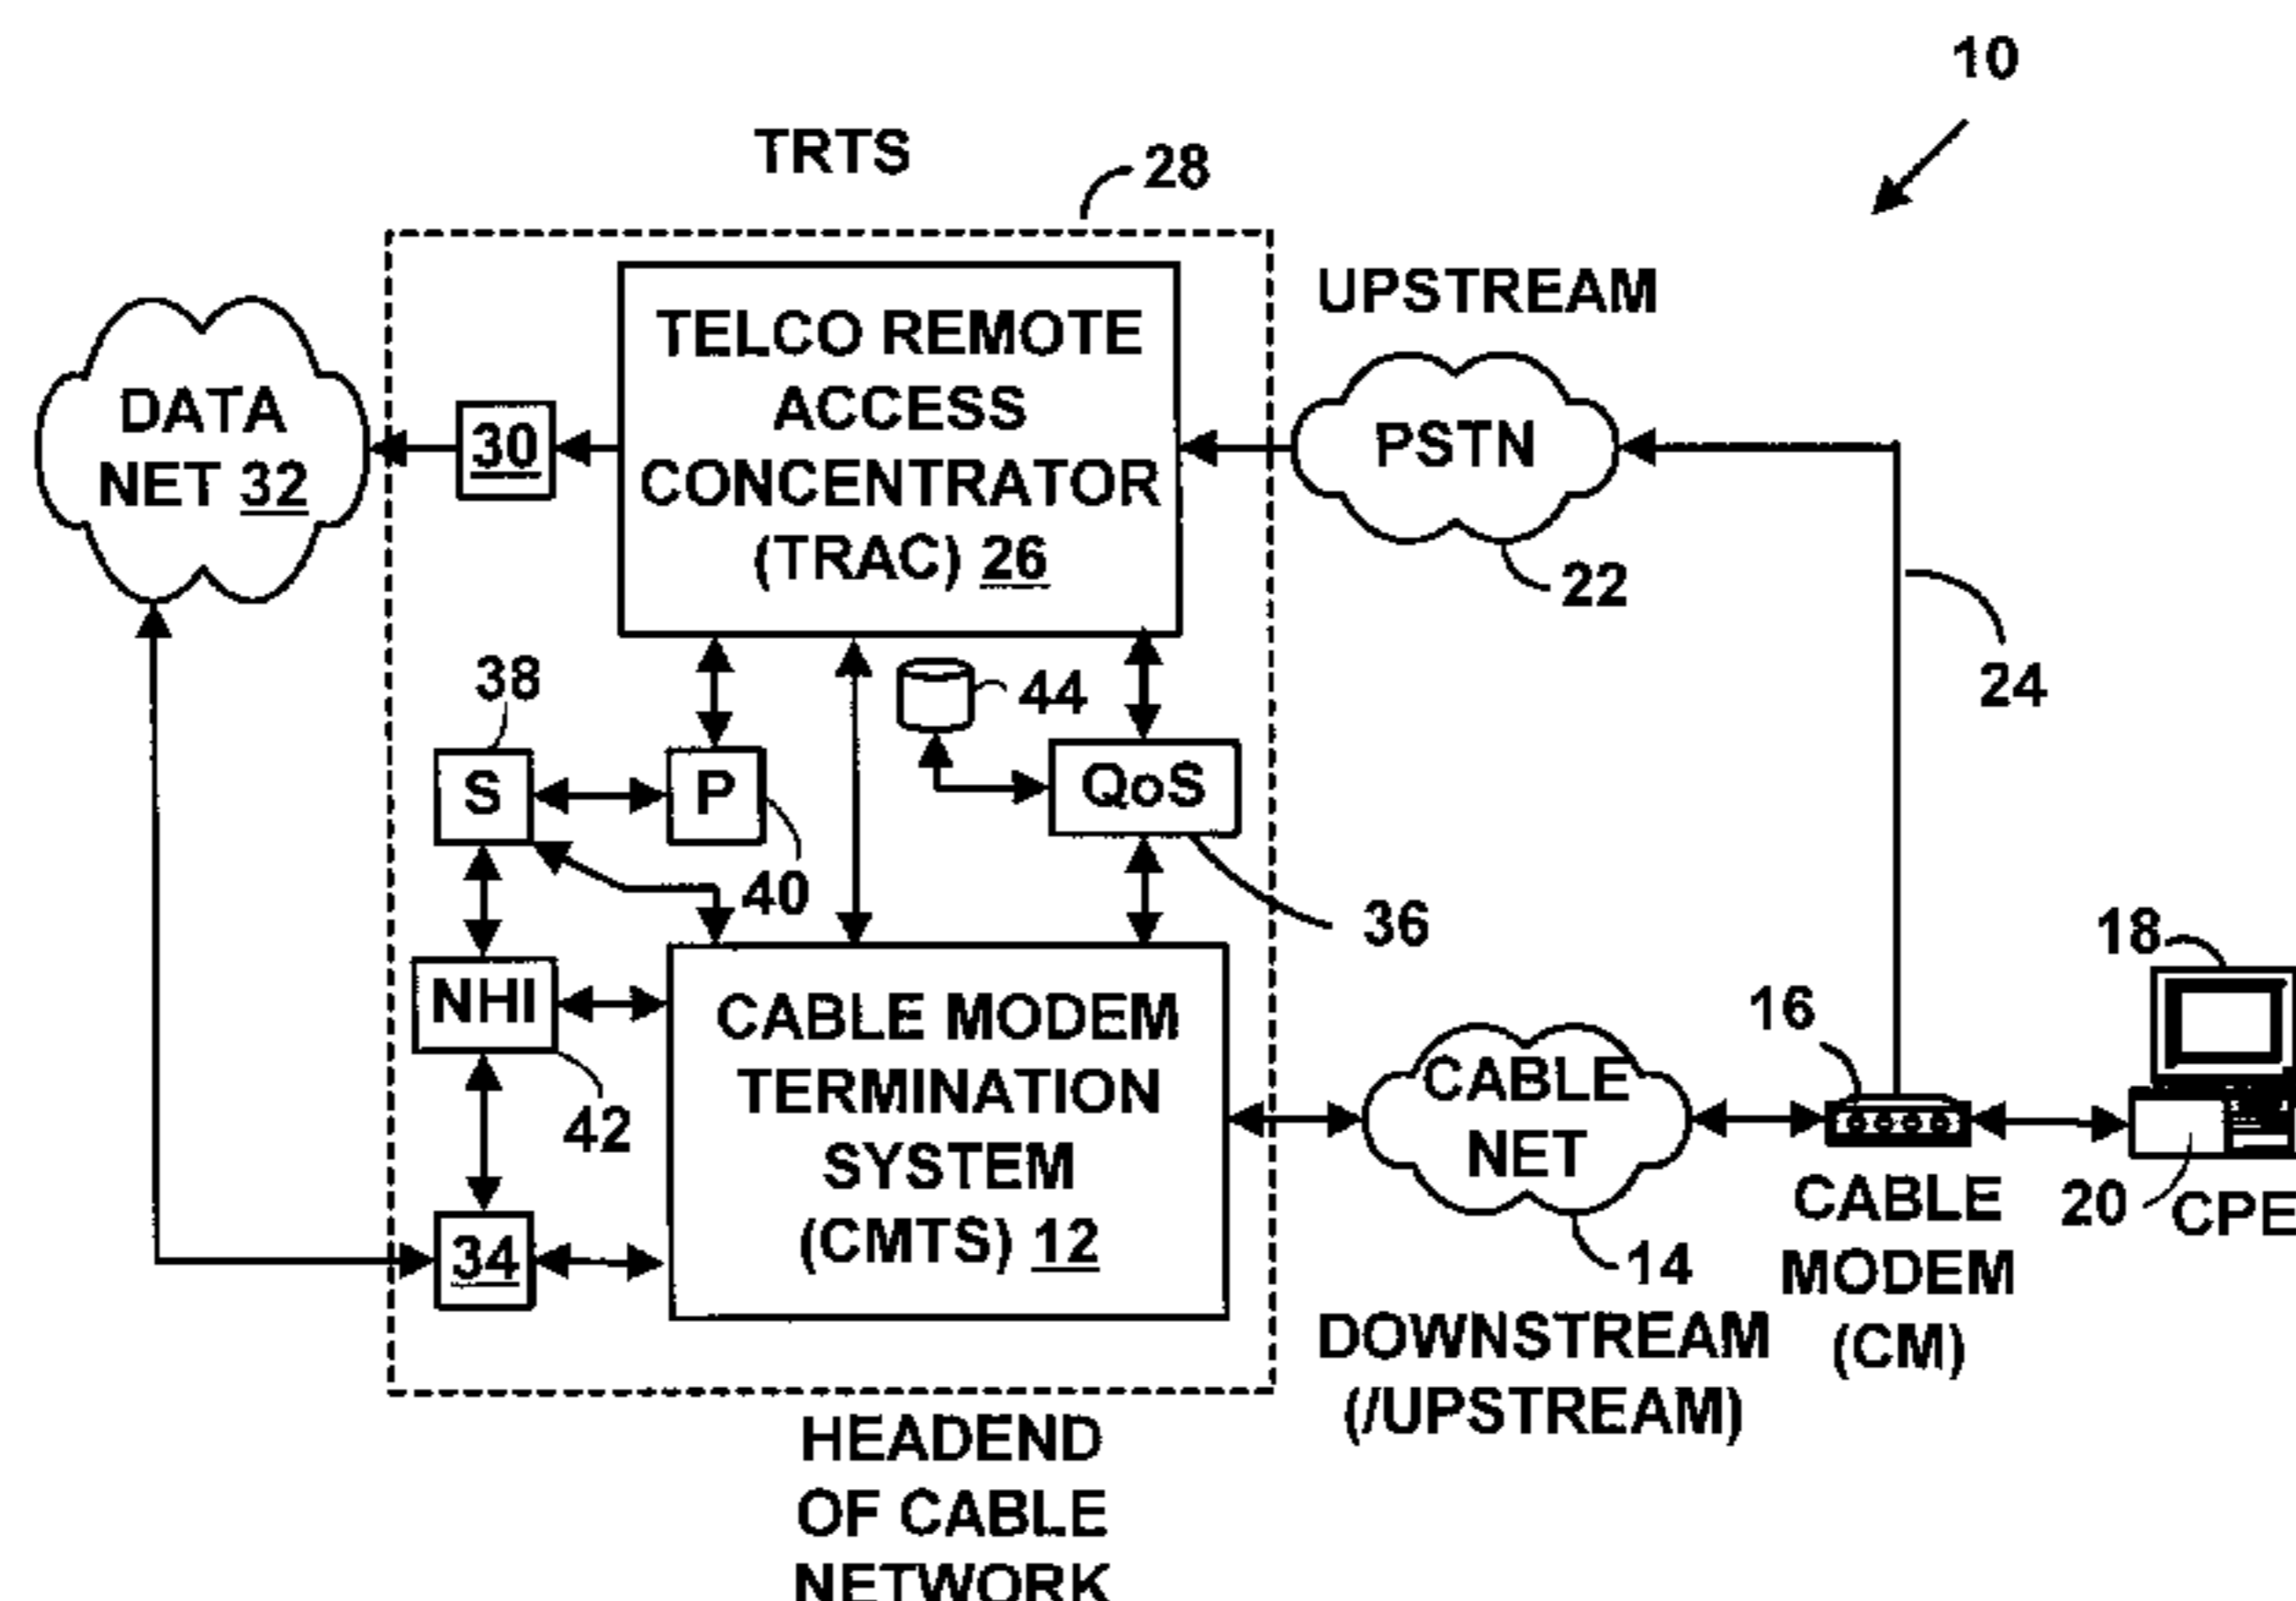 10
TRTS
28
UPSTREAM
TELCO REMOTE
ACCESS
CONCENTRATOR
(TRAC) 26
DATA
NET 32
30
PSTN
22
24
38
44
S
P
QoS
40
36
NHI
42
34
CABLE MODEM
TERMINATION
SYSTEM
(CMTS) 12
CABLE
NET
14
16
18
20
CPE
CABLE
MODEM
(CM)
DOWNSTREAM
(/UPSTREAM)
HEADEND
OF CABLE
NETWORK